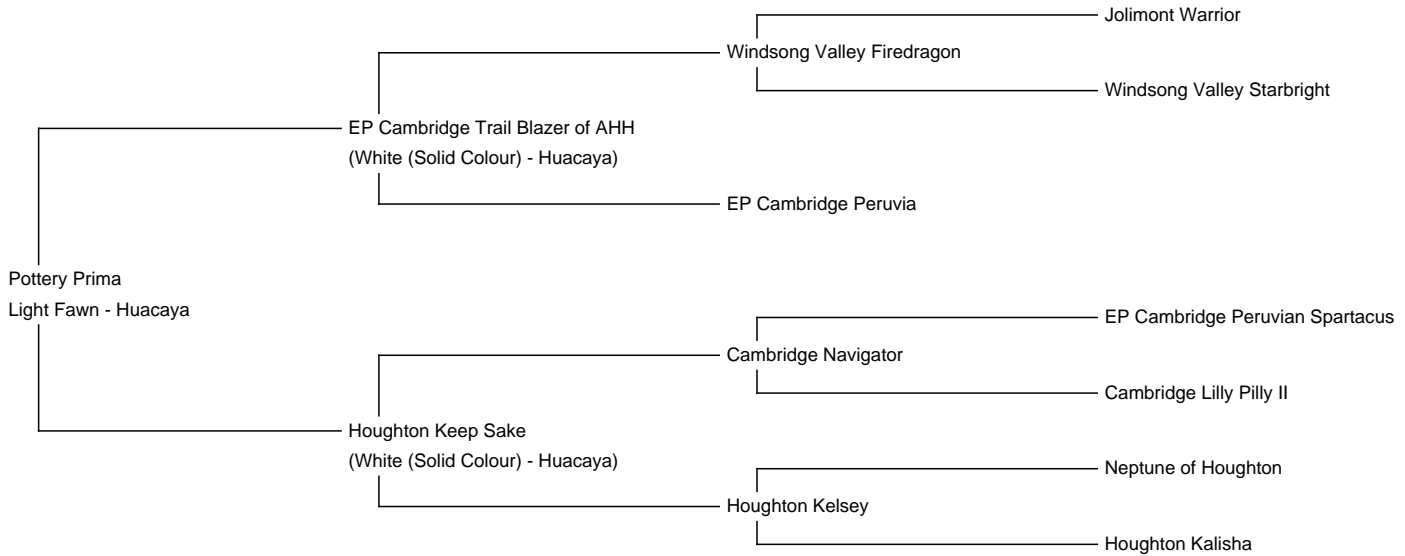 Jolimont Warrior
Windsong Valley Firedragon
Windsong Valley Starbright
EP Cambridge Trail Blazer of AHH
(White (Solid Colour) - Huacaya)
EP Cambridge Peruvia
Pottery Prima
Light Fawn - Huacaya
EP Cambridge Peruvian Spartacus
Cambridge Navigator
Cambridge Lilly Pilly II
Houghton Keep Sake
(White (Solid Colour) - Huacaya)
Neptune of Houghton
Houghton Kelsey
Houghton Kalisha